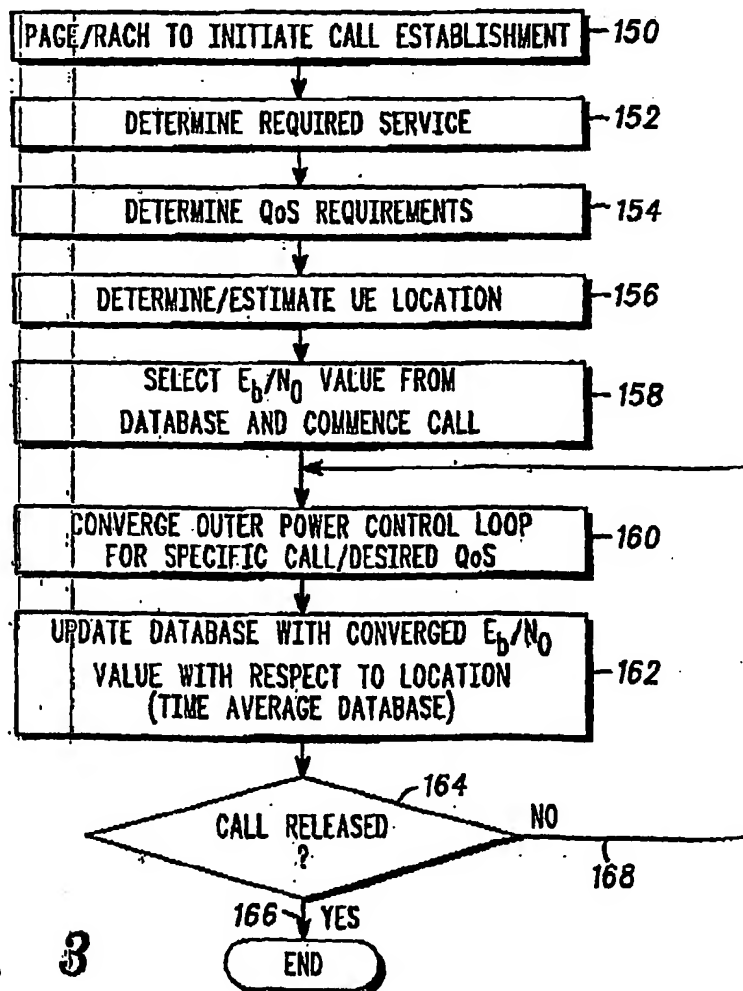 PAGE/RACH TO INITIATE CALL ESTABLISHMENT 150
DETERMINE REQUIRED SERVICE 152
DETERMINE QoS REQUIREMENTS 154
DETERMINE/ESTIMATE UE LOCATION 156
SELECT Eb/N0 VALUE FROM
DATABASE AND COMMENCE CALL 158
CONVERGE OUTER POWER CONTROL LOOP
FOR SPECIFIC CALL/DESIRED QoS 160
UPDATE DATABASE WITH CONVERGED Eb/N0
VALUE WITH RESPECT TO LOCATION 162
(TIME AVERAGE DATABASE)
164
CALL RELEASED NO
?
168
166 YES
END
3